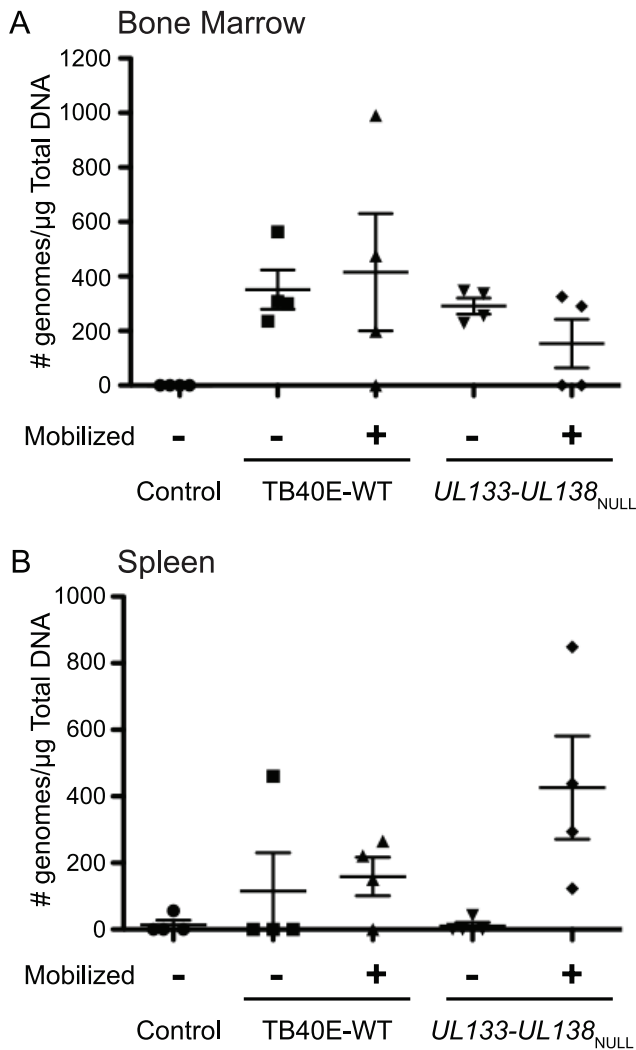 A Bone Marrow
# genomes/µg Total DNA
1200
1000
800
600
400
200
0
Mobilized - - + - +
Control TB40E-WT UL133-UL138NULL
B Spleen
# genomes/µg Total DNA
1000
800
600
400
200
0
Mobilized - - + - +
Control TB40E-WT UL133-UL138NULL